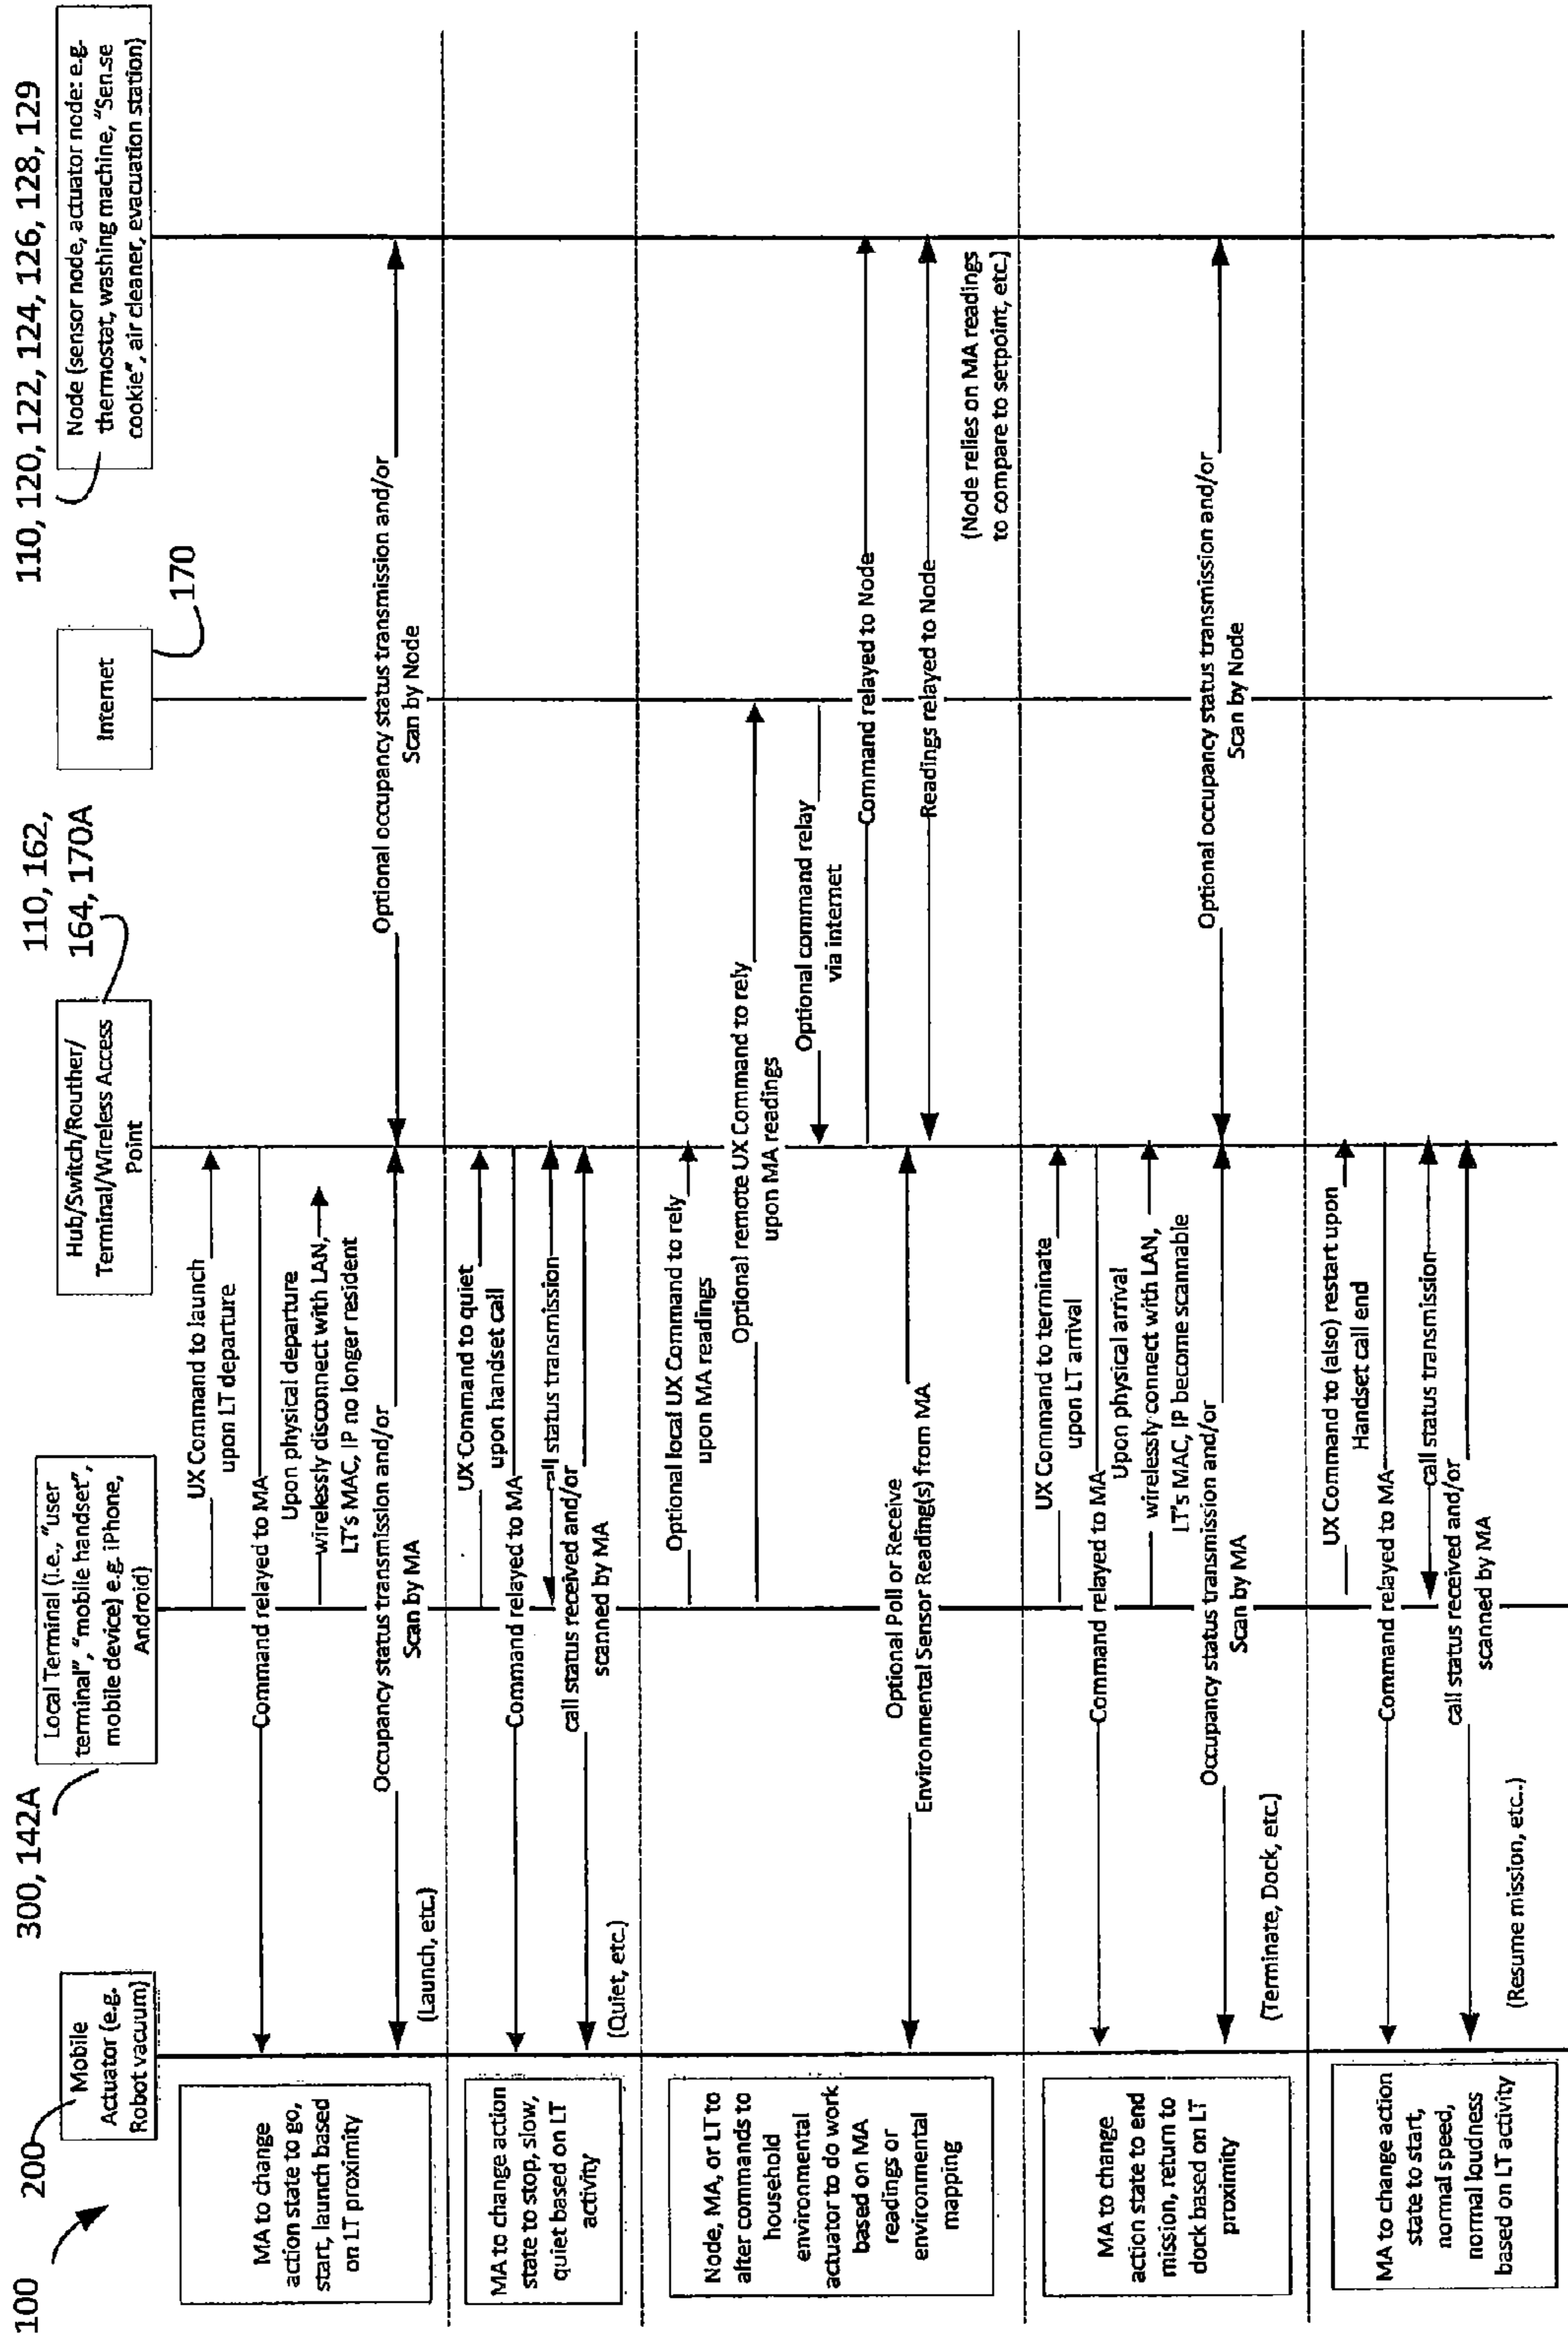 100
200
300, 142A
110, 162,
164, 170A
170
110, 120, 122, 124, 126, 128, 129
Mobile
Actuator (e.g.
Robot vacuum)
Local Terminal (i.e., "user
terminal", "mobile handset",
mobile device) e.g. iPhone,
Android)
Hub/Switch/Routher/
Terminal/Wireless Access
Point
Internet
Node (sensor node, actuator node: e.g.
thermostat, washing machine, "Sen.se
cookie", air cleaner, evacuation station)
MA to change
action state to go,
start, launch based
on LT proximity
UX Command to launch
upon LT departure
Command relayed to MA
Upon physical departure
wirelessly disconnect with LAN,
LT's MAC, IP no longer resident
Occupancy status transmission and/or
Scan by MA
Optional occupancy status transmission and/or
Scan by Node
(Launch, etc.)
MA to change action
state to stop, slow,
quiet based on LT
activity
UX Command to quiet
upon handset call
Command relayed to MA
call status transmission
call status received and/or
scanned by MA
(Quiet, etc.)
Node, MA, or LT to
after commands to
household
environmental
actuator to do work
based on MA
readings or
environmental
mapping
Optional local UX Command to rely
upon MA readings
Optional remote UX Command to rely
upon MA readings
Optional command relay
via internet
Command relayed to Node
Optional Poll or Receive
Environmental Sensor Reading(s) from MA
Readings relayed to Node
(Node relies on MA readings
to compare to setpoint, etc.)
MA to change
action state to end
mission, return to
dock based on LT
proximity
UX Command to terminate
upon LT arrival
Command relayed to MA
Upon physical arrival
wirelessly connect with LAN,
LT's MAC, IP become scannable
Occupancy status transmission and/or
Scan by MA
Optional occupancy status transmission and/or
Scan by Node
(Terminate, Dock, etc.)
MA to change action
state to start,
normal speed,
normal loudness
based on LT activity
UX Command to (also) restart upon
Handset call end
Command relayed to MA
call status transmission
call status received and/or
scanned by MA
(Resume mission, etc..)